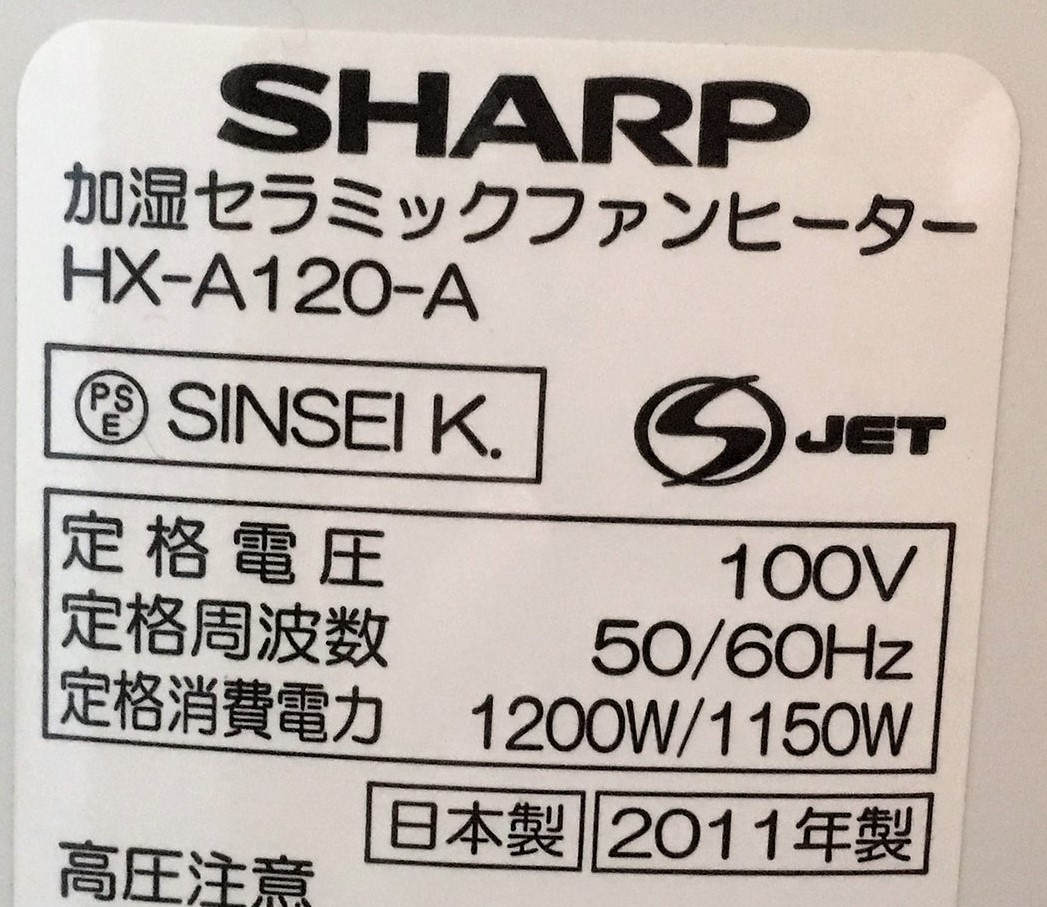 SHARP
加湿セラミックファンヒーター
HX-A120-A
PSE SINSEI K.
S JET
定格電圧 100V
定格周波数 50/60Hz
定格消費電力 1200W/1150W
日本製 2011年製
高圧注意